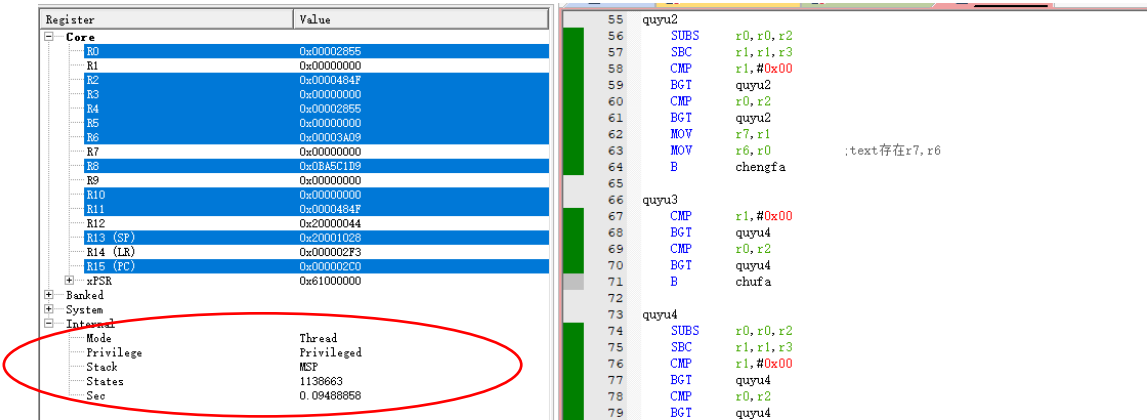 Register Value
Core
R0 0x00002855
R1 0x00000000
R2 0x0000484F
R3 0x00000000
R4 0x00002855
R5 0x00000000
R6 0x00003A09
R7 0x00000000
R8 0x0BA5C1D9
R9 0x00000000
R10 0x00000000
R11 0x0000484F
R12 0x20000044
R13 (SP) 0x20001028
R14 (LR) 0x000002F3
R15 (PC) 0x000002C0
xPSR 0x61000000
Banked
System
Internal
Mode Thread
Privilege Privileged
Stack MSP
States 1138663
Sec 0.09488858
55 quyu2
56 SUBS r0,r0,r2
57 SBC r1,r1,r3
58 CMP r1,#0x00
59 BGT quyu2
60 CMP r0,r2
61 BGT quyu2
62 MOV r7,r1
63 MOV r6,r0 ;text存在r7,r6
64 B chengfa
65
66 quyu3
67 CMP r1,#0x00
68 BGT quyu4
69 CMP r0,r2
70 BGT quyu4
71 B chufa
72
73 quyu4
74 SUBS r0,r0,r2
75 SBC r1,r1,r3
76 CMP r1,#0x00
77 BGT quyu4
78 CMP r0,r2
79 BGT quyu4